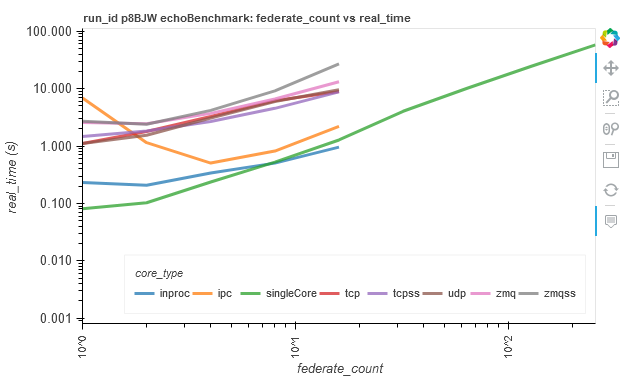 run_id p8BJW echoBenchmark: federate_count vs real_time
100.000
10.000
1.000
0.100
0.010
0.001
real_time (s)
core_type
inproc ipc singleCore tcp tcpss udp zmq zmqss
10^0 10^1 10^2
federate_count